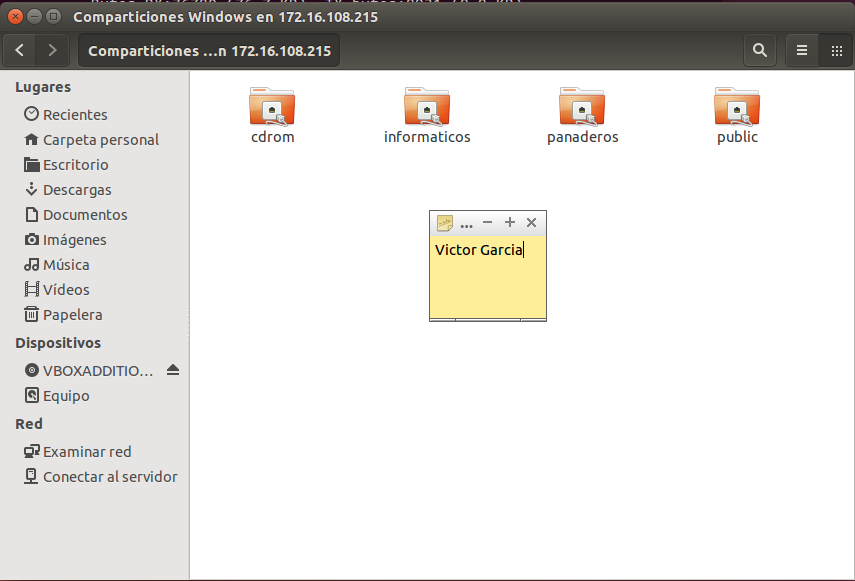 Comparticiones Windows en 172.16.108.215
Comparticiones ...n 172.16.108.215
Lugares
Recientes
Carpeta personal
Escritorio
Descargas
Documentos
Imágenes
Música
Vídeos
Papelera
Dispositivos
VBOXADDITIO...
Equipo
Red
Examinar red
Conectar al servidor
cdrom
informaticos
panaderos
public
...
Victor Garcia